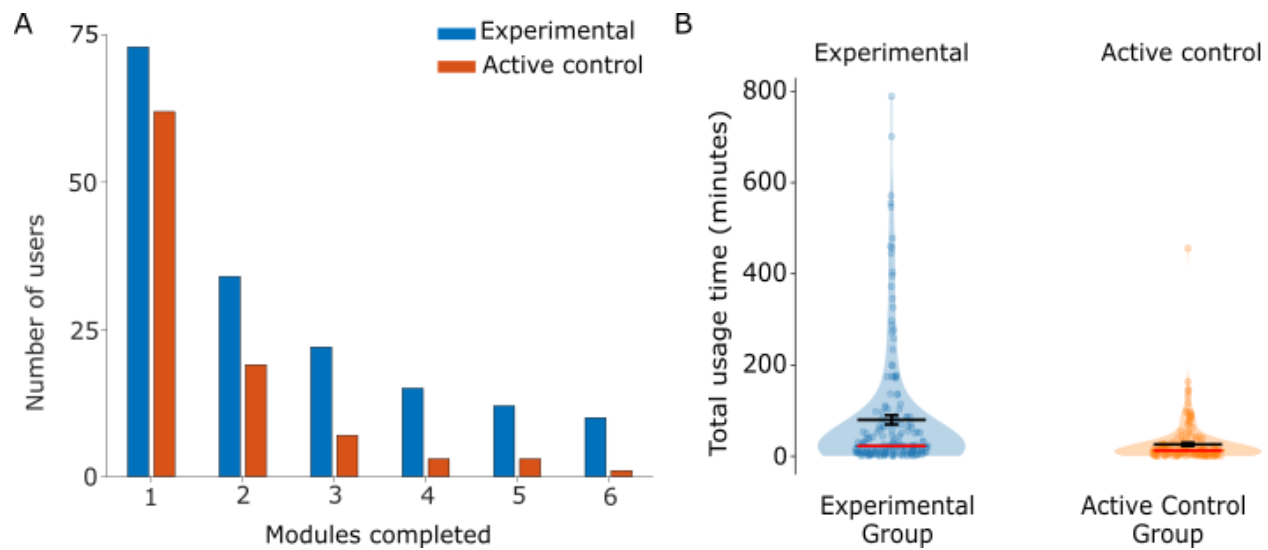 A
75
50
25
0
Number of users
Experimental
Active control
1 2 3 4 5 6
Modules completed
B
Experimental
Active control
800
600
400
200
0
Total usage time (minutes)
Experimental
Group
Active Control
Group